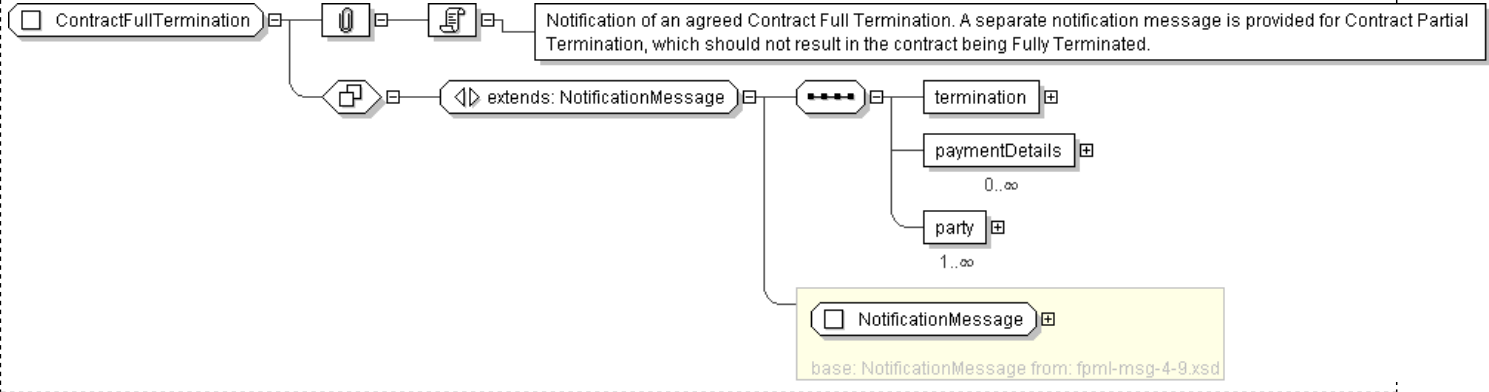 ContractFullTermination
Notification of an agreed Contract Full Termination. A separate notification message is provided for Contract Partial
Termination, which should not result in the contract being Fully Terminated.
extends: NotificationMessage
termination
paymentDetails
0..∞
party
1..∞
NotificationMessage
base: NotificationMessage from: fpml-msg-4-9.xsd